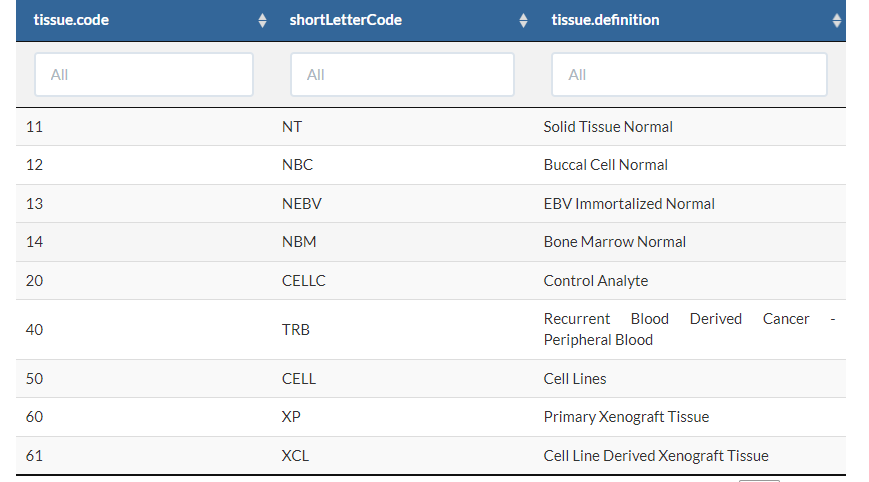 tissue.code shortLetterCode tissue.definition
All All All
11 NT Solid Tissue Normal
12 NBC Buccal Cell Normal
13 NEBV EBV Immortalized Normal
14 NBM Bone Marrow Normal
20 CELLC Control Analyte
40 TRB Recurrent Blood Derived Cancer -
Peripheral Blood
50 CELL Cell Lines
60 XP Primary Xenograft Tissue
61 XCL Cell Line Derived Xenograft Tissue